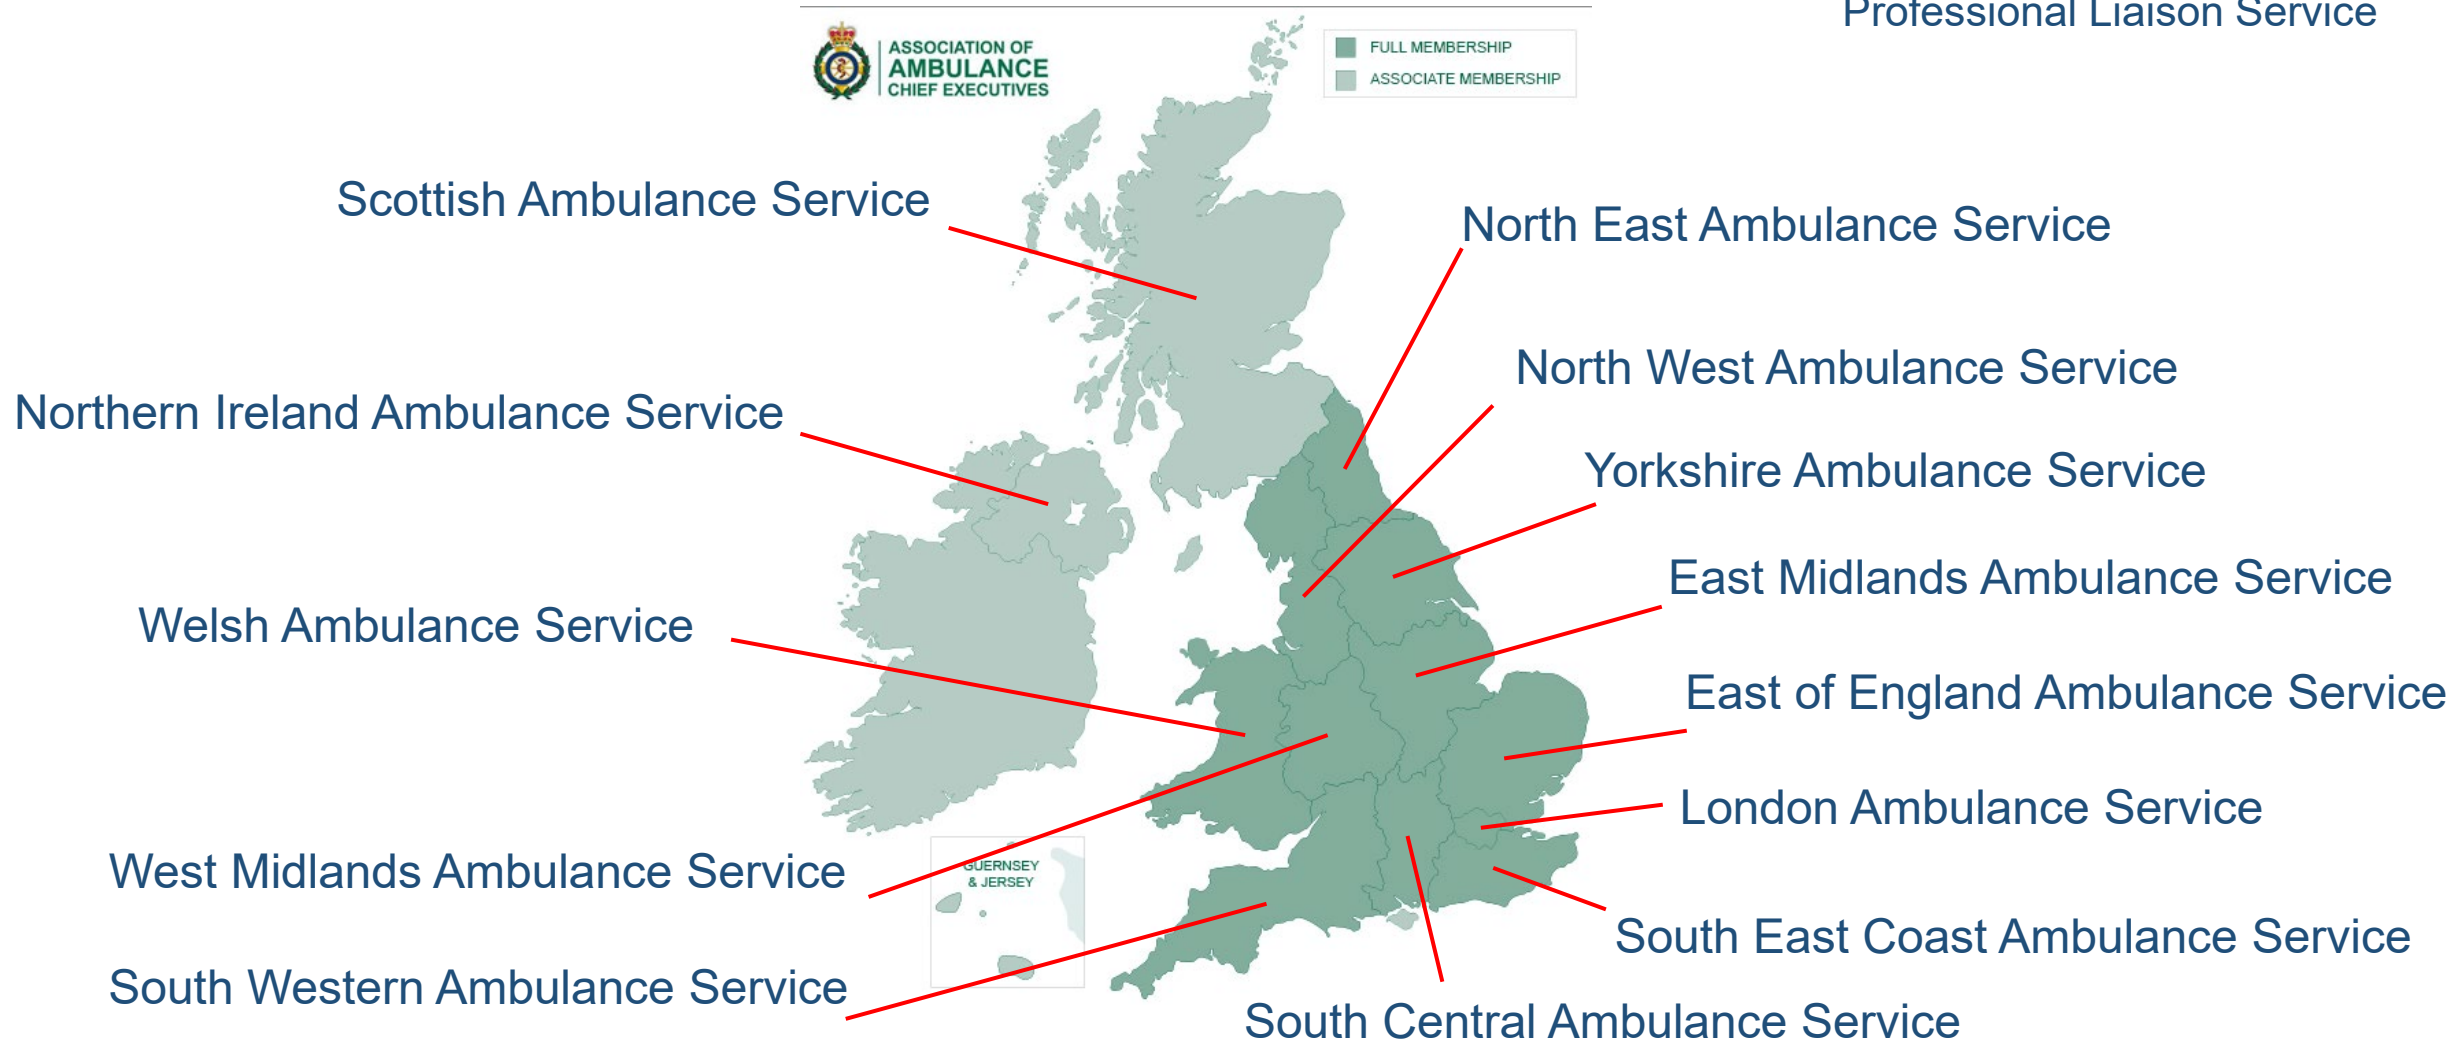 Professional Liaison Service
ASSOCIATION OF
AMBULANCE
CHIEF EXECUTIVES
FULL MEMBERSHIP
ASSOCIATE MEMBERSHIP
Scottish Ambulance Service
North East Ambulance Service
North West Ambulance Service
Northern Ireland Ambulance Service
Yorkshire Ambulance Service
East Midlands Ambulance Service
Welsh Ambulance Service
East of England Ambulance Service
London Ambulance Service
West Midlands Ambulance Service
GUERNSEY
& JERSEY
South East Coast Ambulance Service
South Western Ambulance Service
South Central Ambulance Service